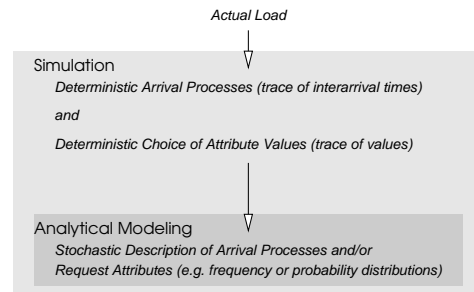 Actual Load
Simulation
Deterministic Arrival Processes (trace of interarrival times)
and
Deterministic Choice of Attribute Values (trace of values)
Analytical Modeling
Stochastic Description of Arrival Processes and/or
Request Attributes (e.g. frequency or probability distributions)